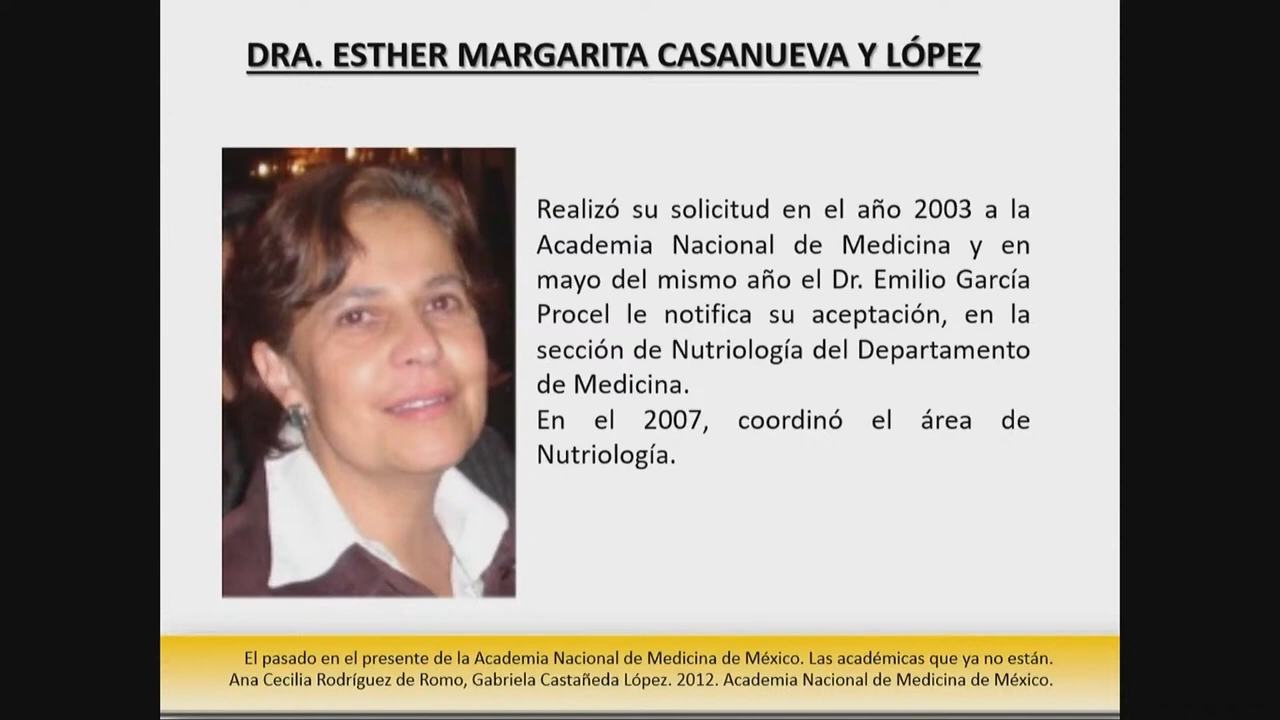 DRA. ESTHER MARGARITA CASANUEVA Y LÓPEZ
Realizó su solicitud en el año 2003 a la
Academia Nacional de Medicina y en
mayo del mismo año el Dr. Emilio García
Procel le notifica su aceptación, en la
sección de Nutriología del Departamento
de Medicina.
En el 2007, coordinó el área de
Nutriología.
El pasado en el presente de la Academia Nacional de Medicina de México. Las académicas que ya no están.
Ana Cecilia Rodríguez de Romo, Gabriela Castañeda López. 2012. Academia Nacional de Medicina de México.